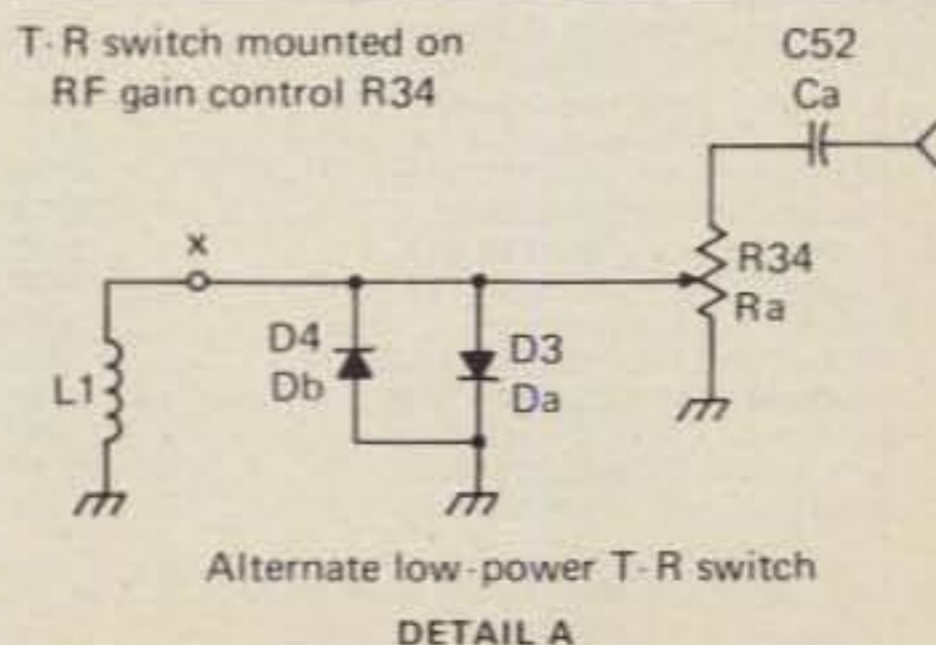 T-R switch mounted on
RF gain control R34
C52
Ca
x
R34
Ra
D4
Db
D3
Da
L1
Alternate low-power T-R switch
DETAIL A